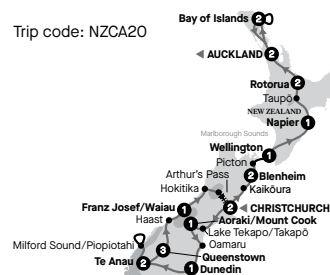 Bay of Islands 2
Trip code: NZCA20
AUCKLAND 2
Rotorua 2
Taupō
NEW ZEALAND
Napier 1
Marlborough Sounds
Wellington 1
Picton
Arthur's Pass
2 Blenheim
Hokitika
Kaikōura
Franz Josef/Waiau 1
2 CHRISTCHURCH
1 Aoraki/Mount Cook
Haast
Lake Tekapo/Takapō
Milford Sound/Piopiotahi
Oamaru
3 Queenstown
Te Anau 2
1 Dunedin